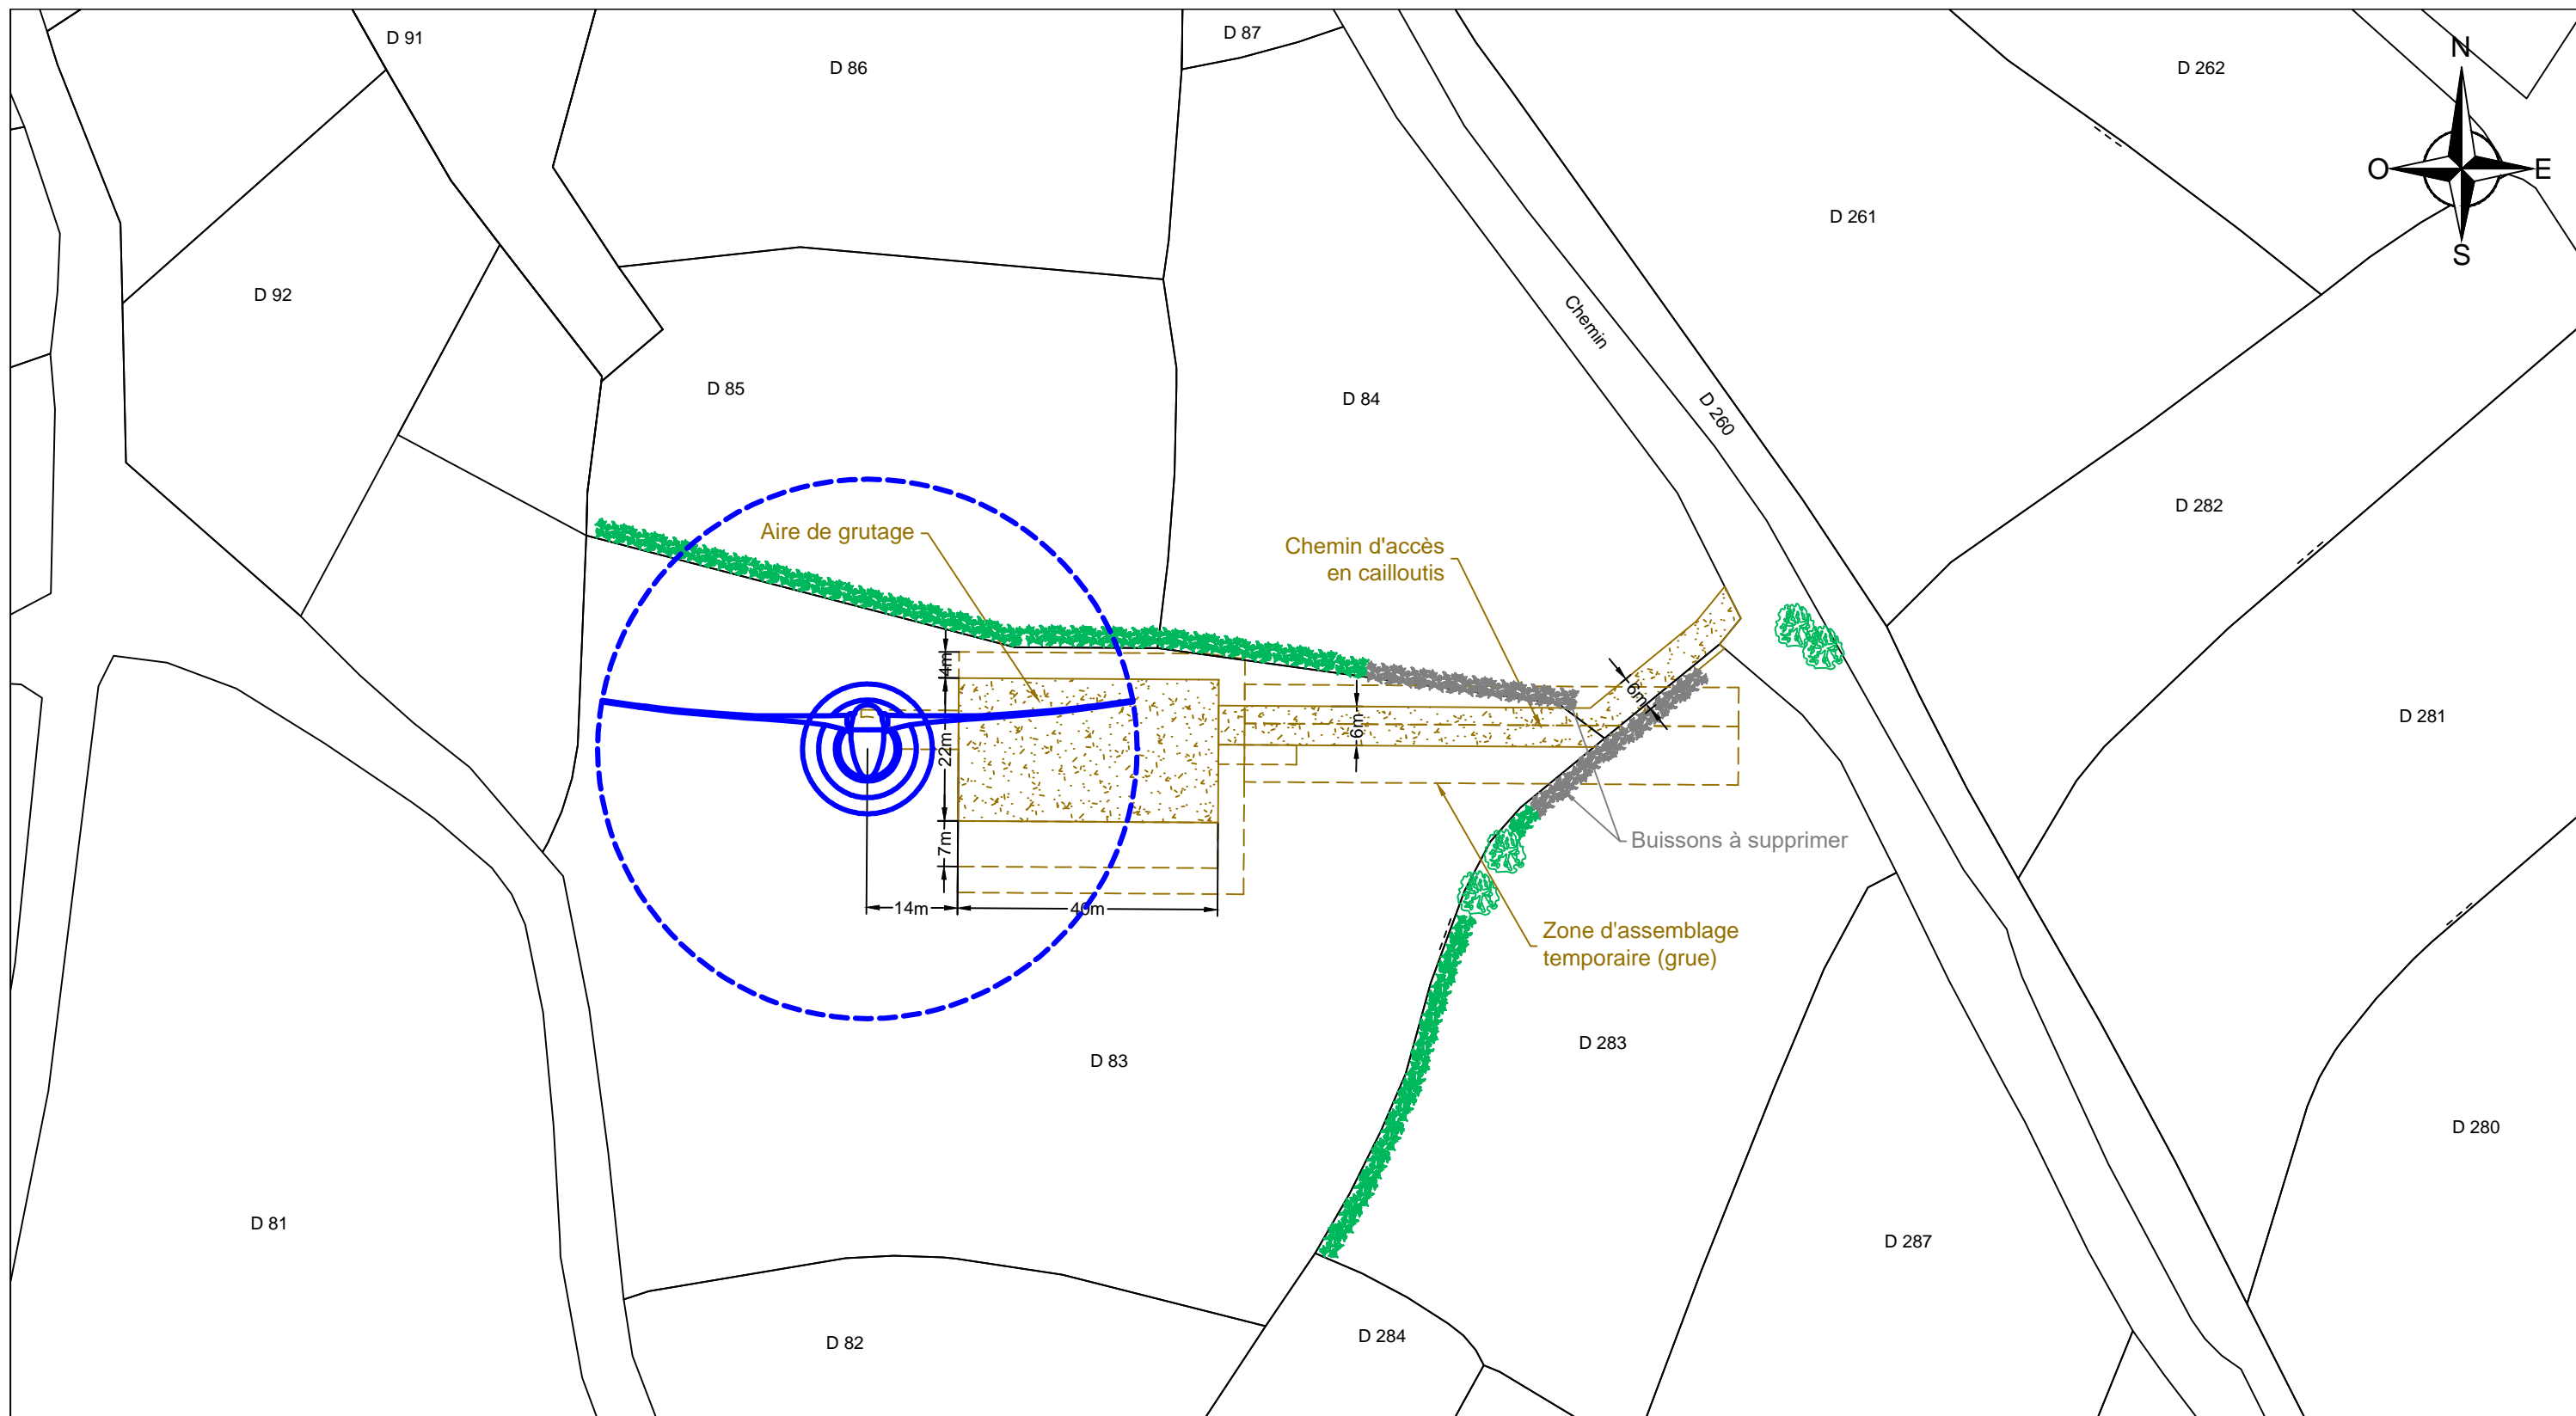 D 91
D 86
D 87
D 262
N
O
E
S
D 261
D 92
Chemin
D 85
D 84
D 260
D 282
Aire de grutage
Chemin d'accès
en cailloutis
4m
6m
6m
22m
D 281
7m
Buissons à supprimer
14m
40m
Zone d'assemblage
temporaire (grue)
D 83
D 283
D 280
D 81
D 287
D 82
D 284